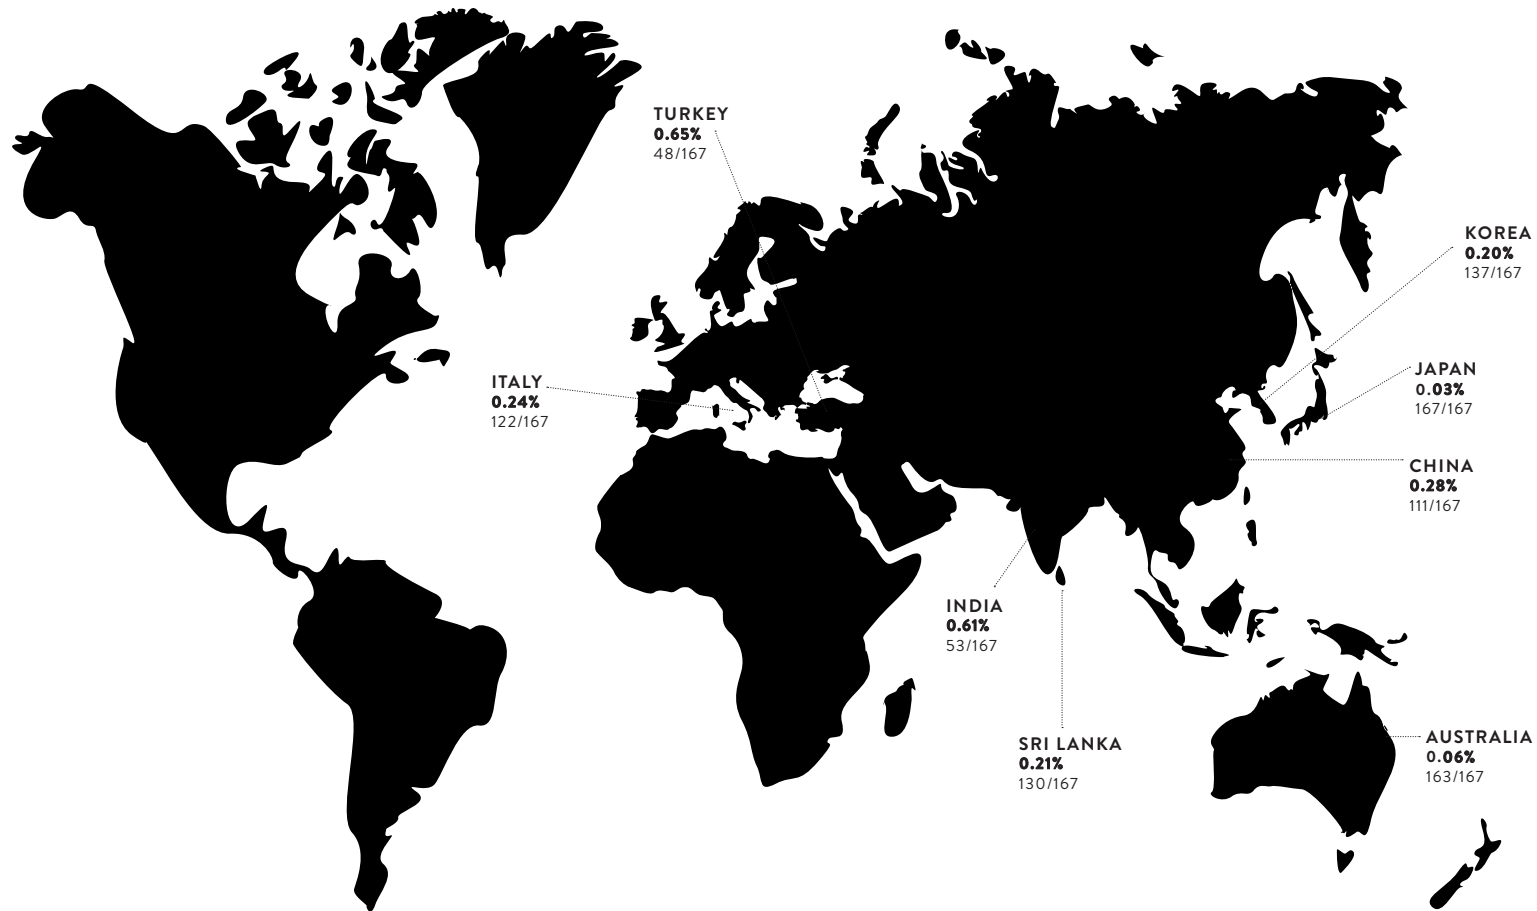 TURKEY
0.65%
48/167
KOREA
0.20%
137/167
ITALY
0.24%
122/167
JAPAN
0.03%
167/167
CHINA
0.28%
111/167
INDIA
0.61%
53/167
SRI LANKA
0.21%
130/167
AUSTRALIA
0.06%
163/167